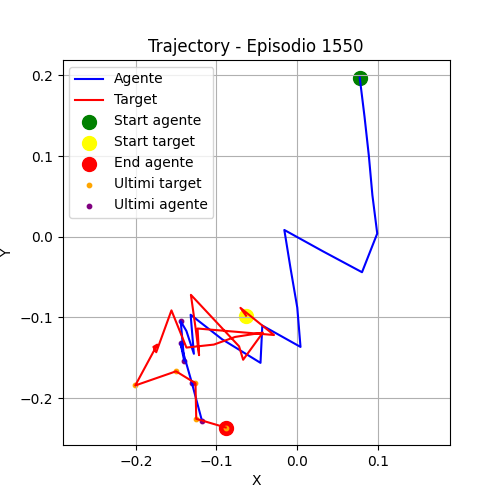 Trajectory - Episodio 1550
0.2
0.1
0.0
−0.1
−0.2
Y
Agente
Target
Start agente
Start target
End agente
Ultimi target
Ultimi agente
−0.2
−0.1
0.0
0.1
X